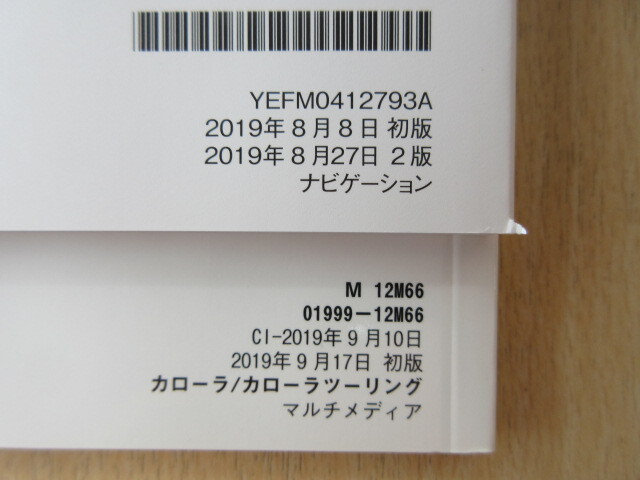 YEFM0412793A
2019年8月8日 初版
2019年8月27日 2版
ナビゲーション
M 12M66
01999-12M66
CI-2019年9月10日
2019年9月17日 初版
カローラ/カローラツーリング
マルチメディア